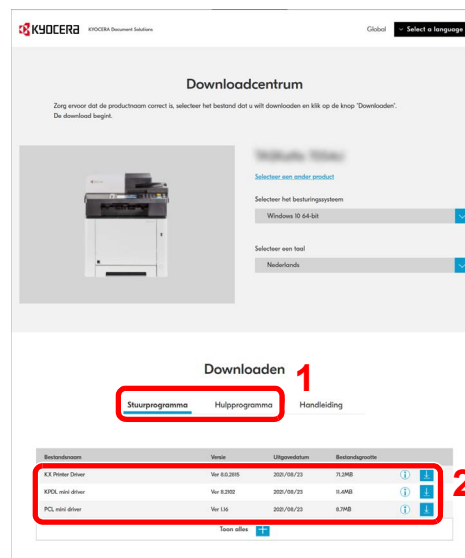 KYOCERA KYOCERA Document Solutions Global Select a language
Downloadcentrum
Zorg ervoor dat de productnaam correct is, selecteer het bestand dat u wilt downloaden en klik op de knop "Downloaden".
De download begint.
Selecteer een ander product
Selecteer het besturingssysteem
Windows 10 64-bit
Selecteer een taal
Nederlands
Downloaden
1
Stuurprogramma Hulpprogramma Handleiding
Bestandsnaam Versie Uitgavedatum Bestandsgrootte
KX Printer Driver Ver 8.0.2815 2021/08/23 71.2MB
KPDL mini driver Ver 8.2102 2021/08/23 11.4MB
2
PCL mini driver Ver 1.16 2021/08/23 8.7MB
Toon alles